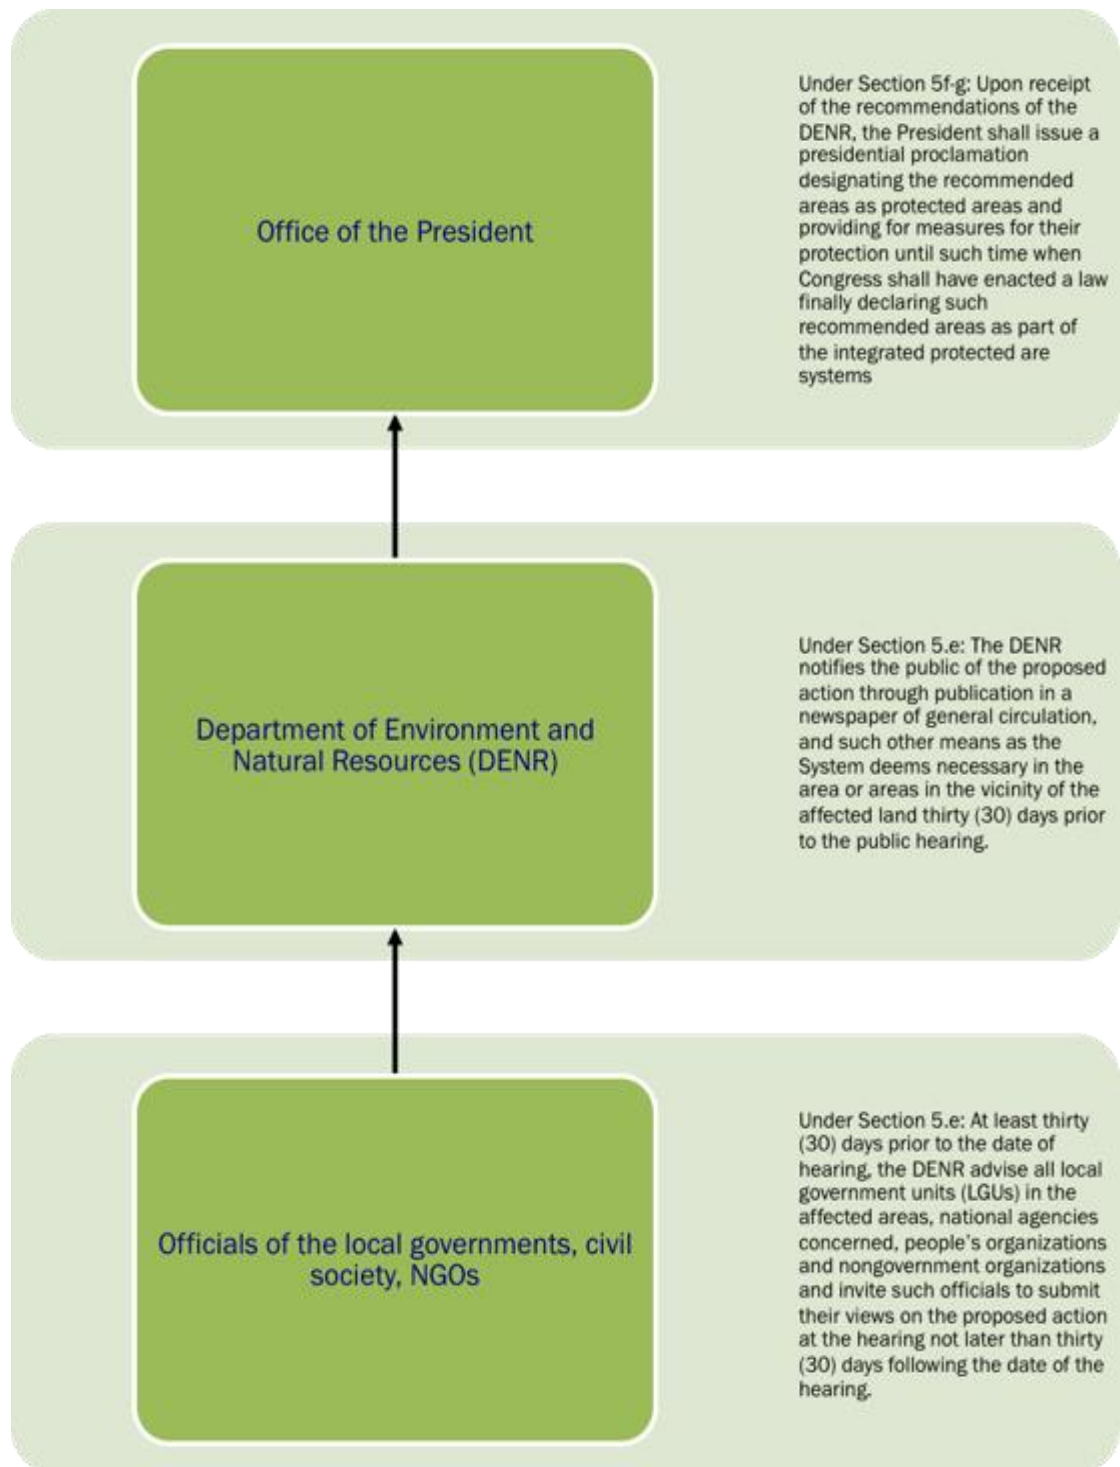 Office of the President
Under Section 5f-g: Upon receipt
of the recommendations of the
DENR, the President shall issue a
presidential proclamation
designating the recommended
areas as protected areas and
providing for measures for their
protection until such time when
Congress shall have enacted a law
finally declaring such
recommended areas as part of
the integrated protected are
systems
Department of Environment and
Natural Resources (DENR)
Under Section 5.e: The DENR
notifies the public of the proposed
action through publication in a
newspaper of general circulation,
and such other means as the
System deems necessary in the
area or areas in the vicinity of the
affected land thirty (30) days prior
to the public hearing.
Officials of the local governments, civil
society, NGOs
Under Section 5.e: At least thirty
(30) days prior to the date of
hearing, the DENR advise all local
government units (LGUs) in the
affected areas, national agencies
concerned, people's organizations
and nongovernment organizations
and invite such officials to submit
their views on the proposed action
at the hearing not later than thirty
(30) days following the date of the
hearing.